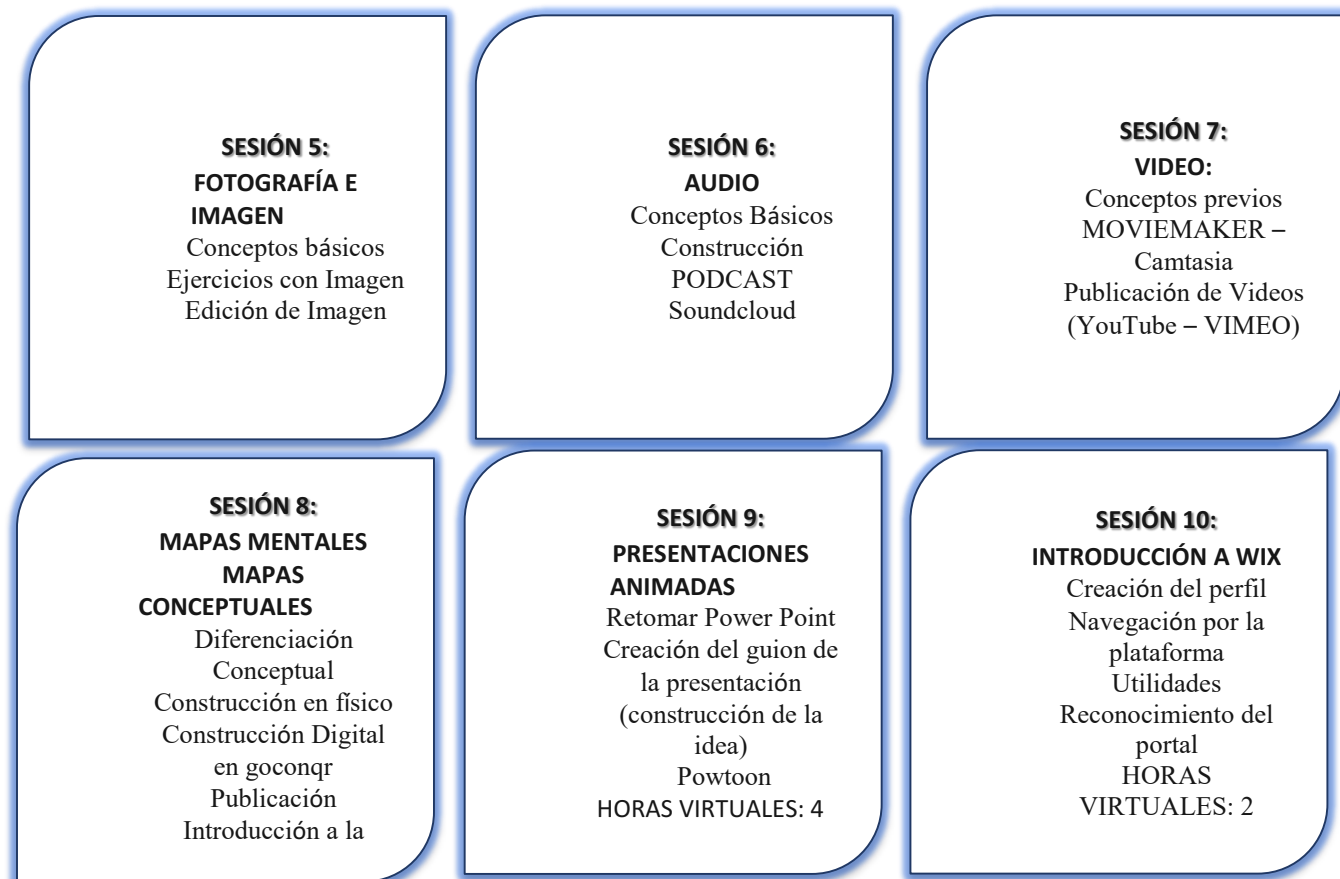 SESIÓN 5:
FOTOGRAFÍA E
IMAGEN
Conceptos básicos
Ejercicios con Imagen
Edición de Imagen
SESIÓN 6:
AUDIO
Conceptos Básicos
Construcción
PODCAST
Soundcloud
SESIÓN 7:
VIDEO:
Conceptos previos
MOVIEMAKER –
Camtasia
Publicación de Videos
(YouTube – VIMEO)
SESIÓN 8:
MAPAS MENTALES
MAPAS
CONCEPTUALES
Diferenciación
Conceptual
Construcción en físico
Construcción Digital
en goconqr
Publicación
Introducción a la
SESIÓN 9:
PRESENTACIONES
ANIMADAS
Retomar Power Point
Creación del guion de
la presentación
(construcción de la
idea)
Powtoon
HORAS VIRTUALES: 4
SESIÓN 10:
INTRODUCCIÓN A WIX
Creación del perfil
Navegación por la
plataforma
Utilidades
Reconocimiento del
portal
HORAS
VIRTUALES: 2